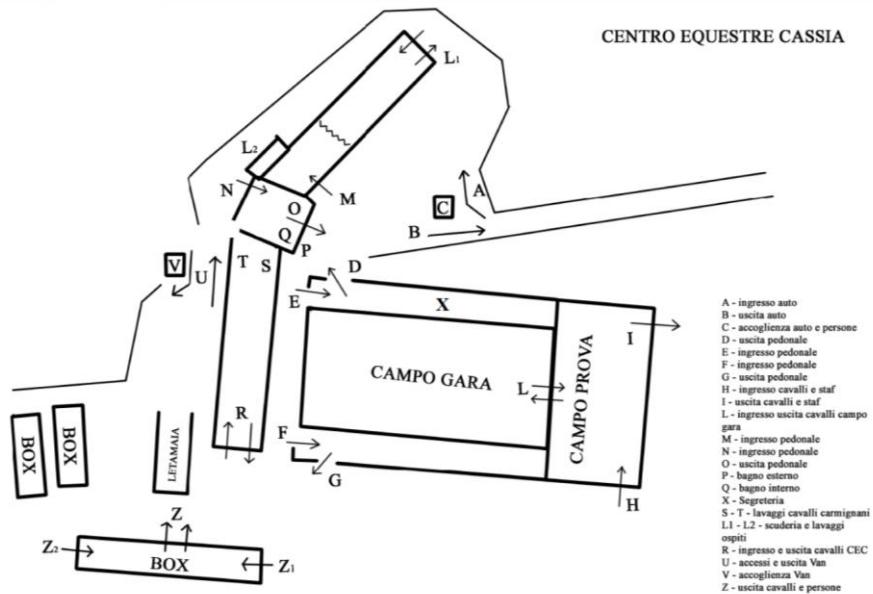 CENTRO EQUESTRE CASSIA
L1
L2
N
M
A
C
O
B
Q
P
V
U
T
S
D
E
X
I
CAMPO GARA
L
CAMPO PROVA
R
F
G
H
BOX
BOX
LETAMAIA
Z
Z2
BOX
Z1
A - ingresso auto
B - uscita auto
C - accoglienza auto e persone
D - uscita pedonale
E - ingresso pedonale
F - ingresso pedonale
G - uscita pedonale
H - ingresso cavalli e staf
I - uscita cavalli e staf
L - ingresso uscita cavalli campo
gara
M - ingresso pedonale
N - ingresso pedonale
O - uscita pedonale
P - bagno esterno
Q - bagno interno
X - Segreteria
S - T - lavaggi cavalli carmignani
L1 - L2 - scuderia e lavaggi
ospiti
R - ingresso e uscita cavalli CEC
U - accessi e uscita Van
V - accoglienza Van
Z - uscita cavalli e persone